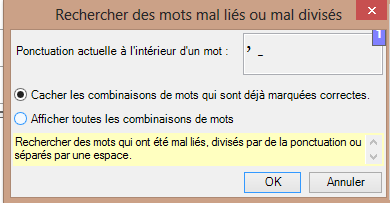 Rechercher des mots mal liés ou mal divisés
Ponctuation actuelle à l'intérieur d'un mot : ’ -
Cacher les combinaisons de mots qui sont déjà marquées correctes.
Afficher toutes les combinaisons de mots
Rechercher des mots qui ont été mal liés, divisés par de la ponctuation ou
séparés par une espace.
OK Annuler